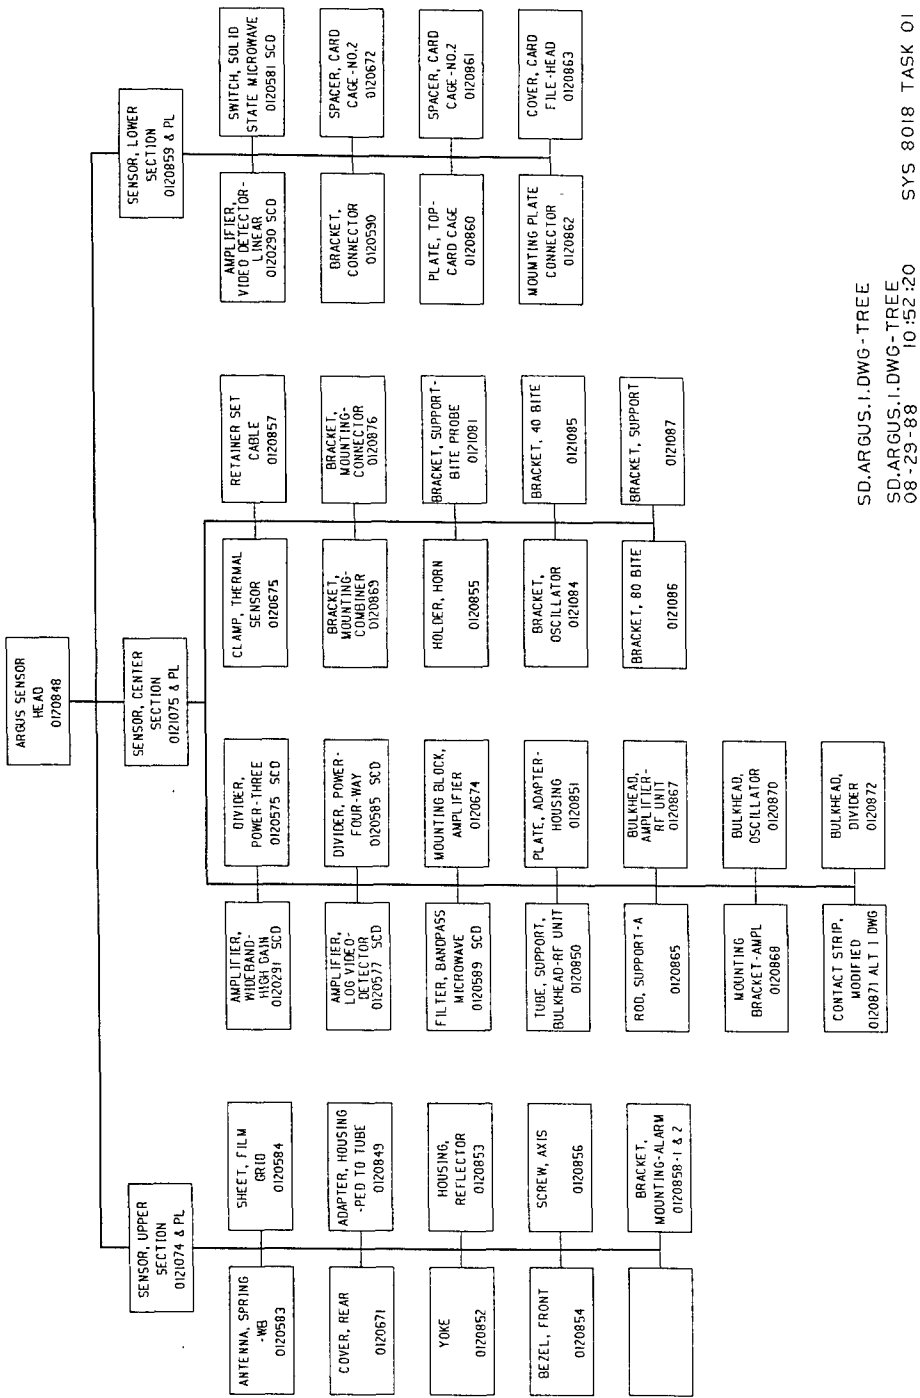 ARGUS SENSOR
HEAD
0120848
SENSOR, UPPER
SECTION
0121074 & PL
ANTENNA, SPRING
-WB
0120583
SHEET, FILM
GRID
0120584
COVER, REAR
0120671
ADAPTER, HOUSING
-PED TO TUBE
0120849
YOKE
0120852
HOUSING,
REFLECTOR
0120853
BEZEL, FRONT
0120854
SCREW, AXIS
0120856
BRACKET,
MOUNTING-ALARM
0120858-1 & 2
SENSOR, CENTER
SECTION
0121075 & PL
AMPLTIFIER,
WIDEBAND-
HIGH GAIN
0120291 SCD
DIVIDER,
POWER-THREE
0120575 SCD
AMPLIFIER,
LOG VIDEO-
DETECTOR
0120577 SCD
DIVIDER, POWER-
FOUR-WAY
0120585 SCD
FILTER, BANDPASS
MICROWAVE
0120589 SCD
MOUNTING BLOCK,
AMPLIFIER
0120674
TUBE, SUPPORT,
BULKHEAD-RF UNIT
0120850
PLATE, ADAPTER-
HOUSING
0120851
ROD, SUPPORT-A
0120865
BULKHEAD,
AMPLIFIER-
RF UNIT
0120867
MOUNTING
BRACKET-AMPL
0120868
BULKHEAD,
OSCILLATOR
0120870
CONTACT STRIP,
MODIFIED
0120871 ALT 1 DWG
BULKHEAD,
DIVIDER
0120872
CLAMP, THERMAL
SENSOR
0120675
RETAINER SET
CABLE
0120857
BRACKET,
MOUNTING-
COMBINER
0120869
BRACKET,
MOUNTING-
CONNECTOR
0120876
HOLDER, HORN
0120855
BRACKET, SUPPORT-
BITE PROBE
0121081
BRACKET,
OSCILLATOR
0121084
BRACKET, 40 BITE
0121085
BRACKET, 80 BITE
0121086
BRACKET, SUPPORT
0121087
SENSOR, LOWER
SECTION
0120859 & PL
AMPLIFIER,
VIDEO DETECTOR-
LINEAR
0120290 SCD
SWITCH, SOLID
STATE MICROWAVE
0120581 SCD
BRACKET,
CONNECTOR
0120590
SPACER, CARD
CAGE-NO.2
0120672
PLATE, TOP-
CARD CAGE
0120860
SPACER, CARD
CAGE-NO.2
0120861
MOUMTING PLATE
CONNECTOR
0120862
COVER, CARD
FILE-HEAD
0120863
SD.ARGUS.1.DWG-TREE
SD.ARGUS.1.DWG-TREE
08-29-88 10:52:20 SYS 8018 TASK 01